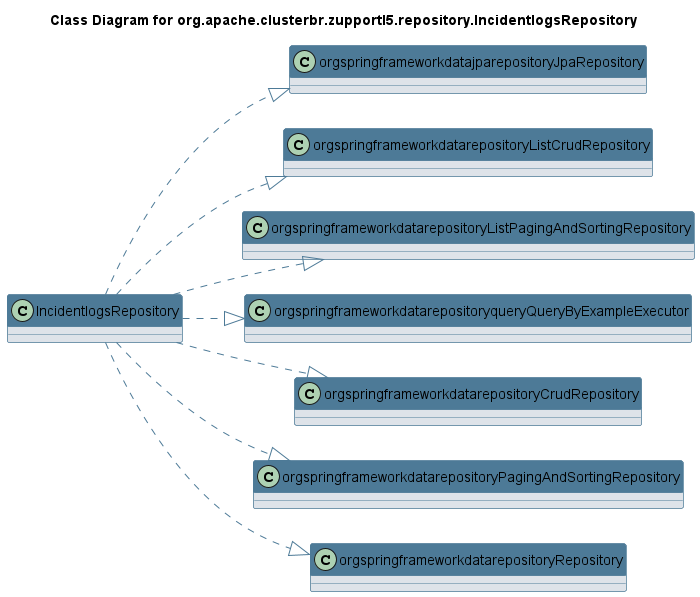 Class Diagram for org.apache.clusterbr.zupportl5.repository.IncidentlogsRepository
C orgspringframeworkdatajparepositoryJpaRepository
C orgspringframeworkdatarepositoryListCrudRepository
C orgspringframeworkdatarepositoryListPagingAndSortingRepository
C IncidentlogsRepository
C orgspringframeworkdatarepositoryqueryQueryByExampleExecutor
C orgspringframeworkdatarepositoryCrudRepository
C orgspringframeworkdatarepositoryPagingAndSortingRepository
C orgspringframeworkdatarepositoryRepository